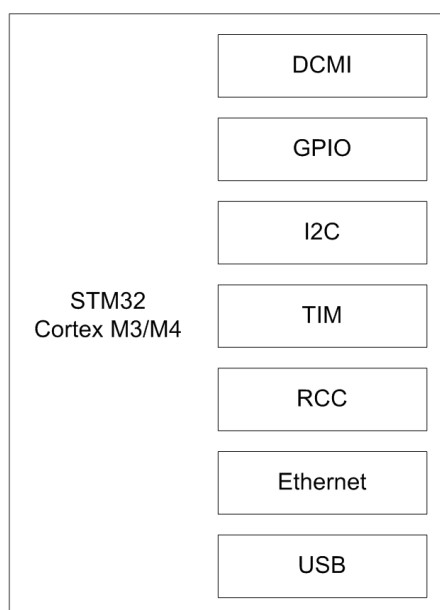 DCMI
GPIO
I2C
STM32
Cortex M3/M4
TIM
RCC
Ethernet
USB